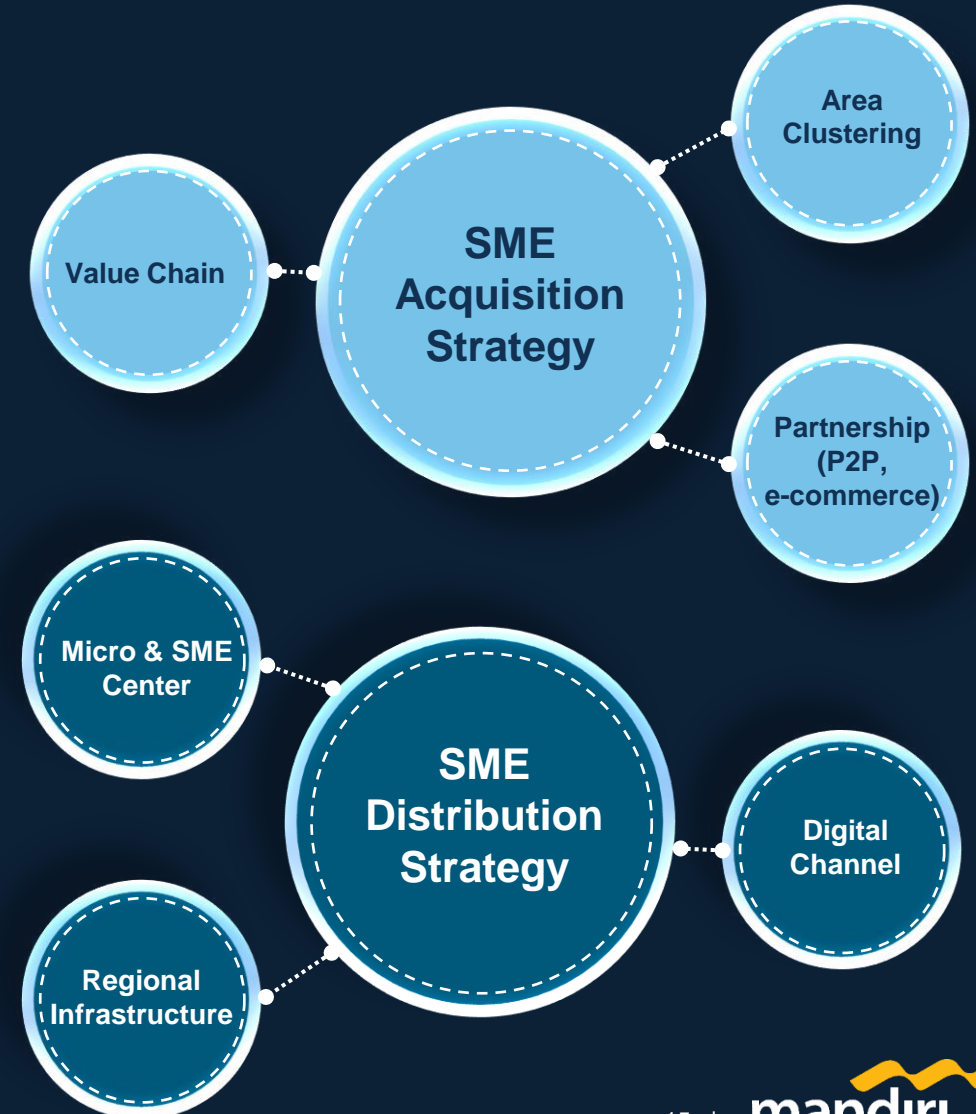 Area
Clustering
SME
Acquisition
Strategy
Value Chain
Partnership
(P2P,
e-commerce)
Micro & SME
Center
SME
Distribution
Strategy
Digital
Channel
Regional
Infrastructure
mandırı